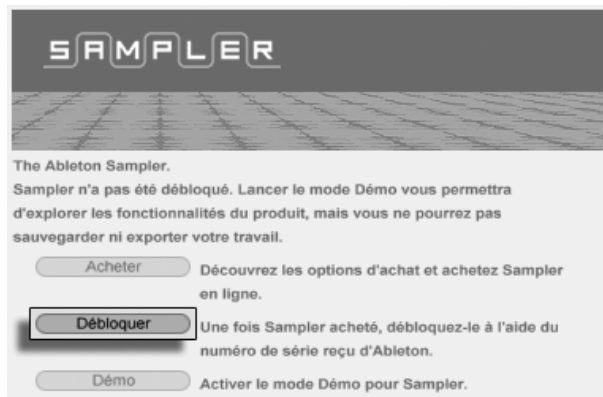 SAMPLER
The Ableton Sampler.
Sampler n'a pas été débloqué. Lancer le mode Démo vous permettra
d'explorer les fonctionnalités du produit, mais vous ne pourrez pas
sauvegarder ni exporter votre travail.
Acheter
Découvrez les options d'achat et achetez Sampler
en ligne.
Débloquer
Une fois Sampler acheté, débloquez-le à l'aide du
numéro de série reçu d'Ableton.
Démo
Activer le mode Démo pour Sampler.